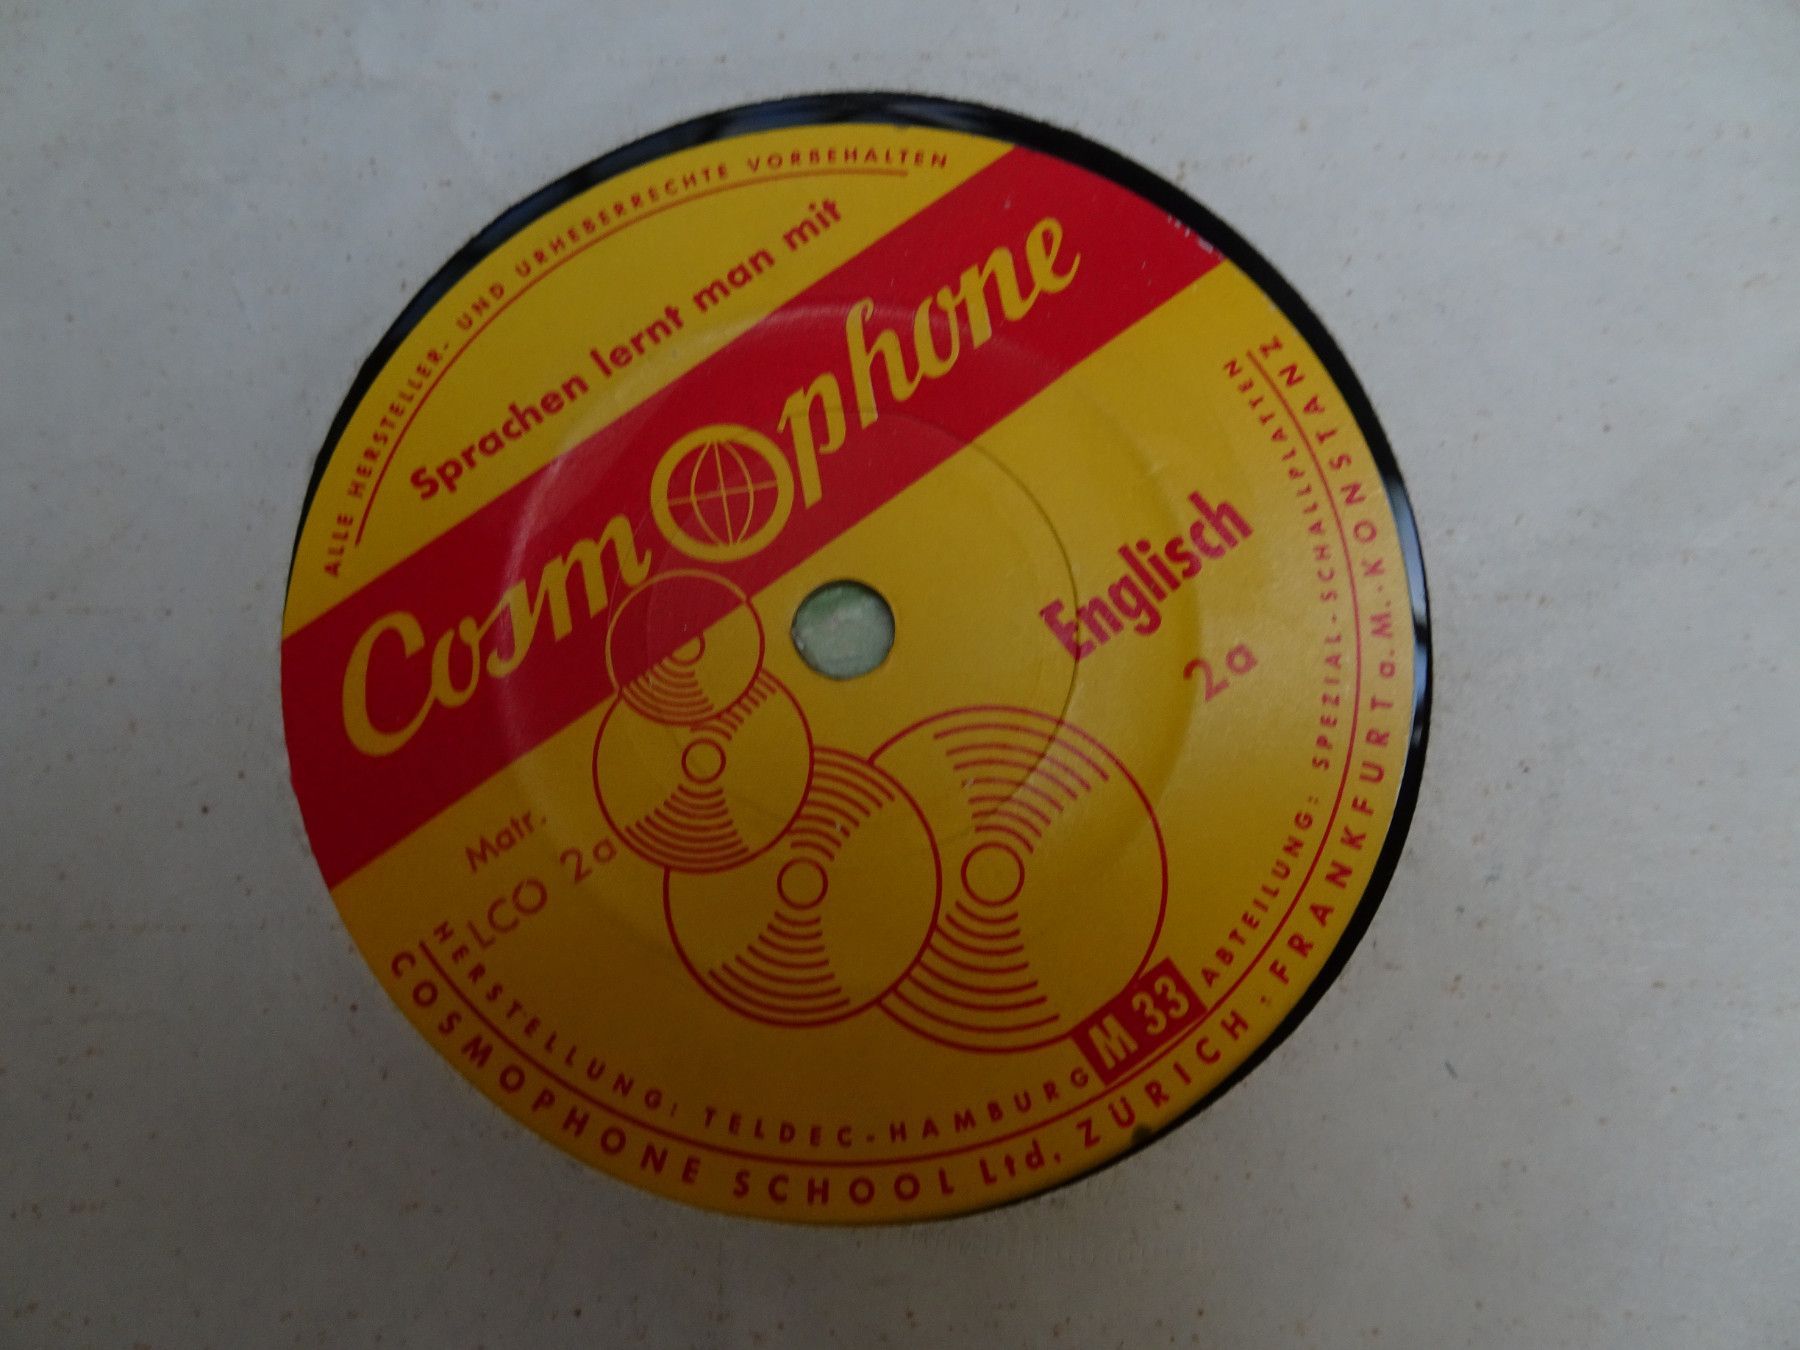 ALLE HERSTELLER- UND URHEBERRECHTE VORBEHALTEN
Sprachen lernt man mit
Cosmophone
Englisch
2a
Matr.
LCO 2a
M 33
HERSTELLUNG: TELDEC-HAMBURG
ABTEILUNG: SPEZIAL-SCHALLPLATTEN
COSMOPHONE SCHOOL Ltd. ZÜRICH · FRANKFURT a.M. · KONSTANZ